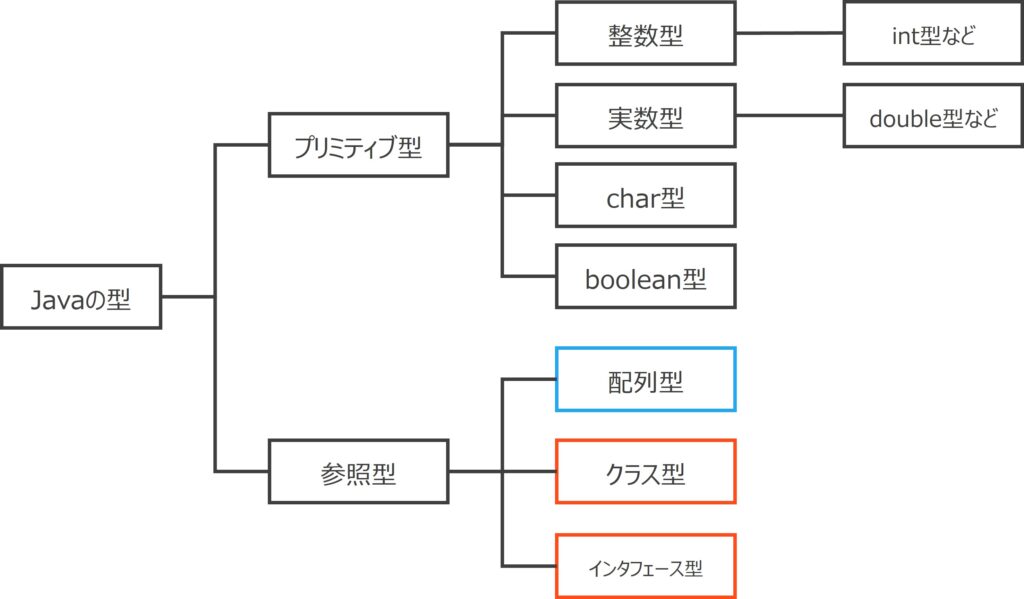 整数型
int型など
実数型
double型など
プリミティブ型
char型
boolean型
Javaの型
配列型
参照型
クラス型
インタフェース型